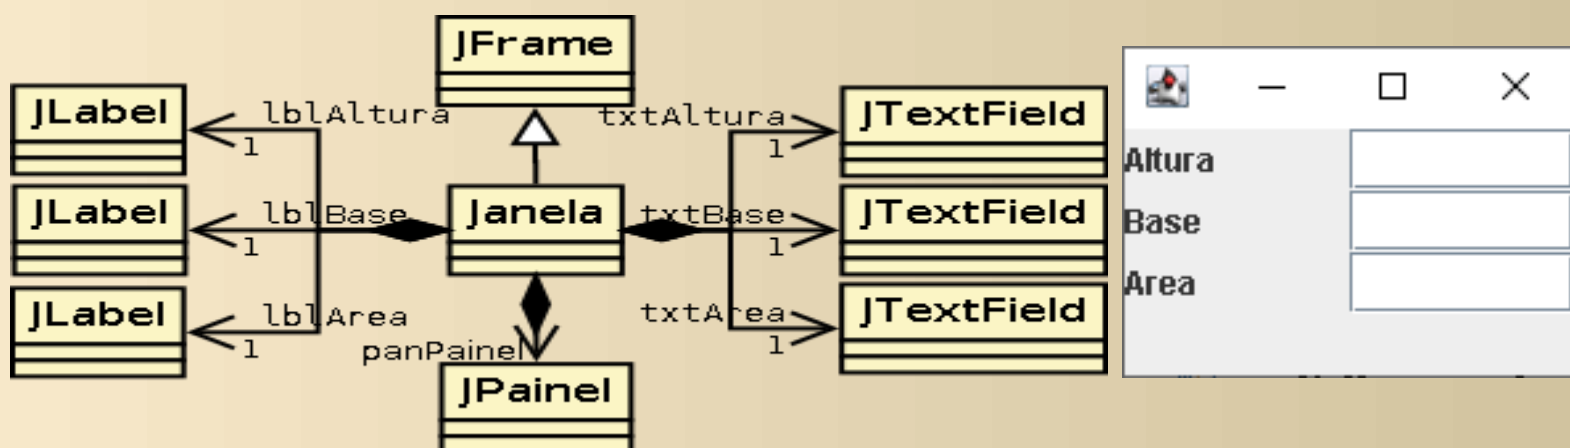 JFrame
JLabel
lblAltura
1
txtAltura
1
JTextField
JLabel
lblBase
1
Janela
txtBase
1
JTextField
JLabel
lblArea
1
txtArea
1
JTextField
panPainel
JPainel
Altura
Base
Area